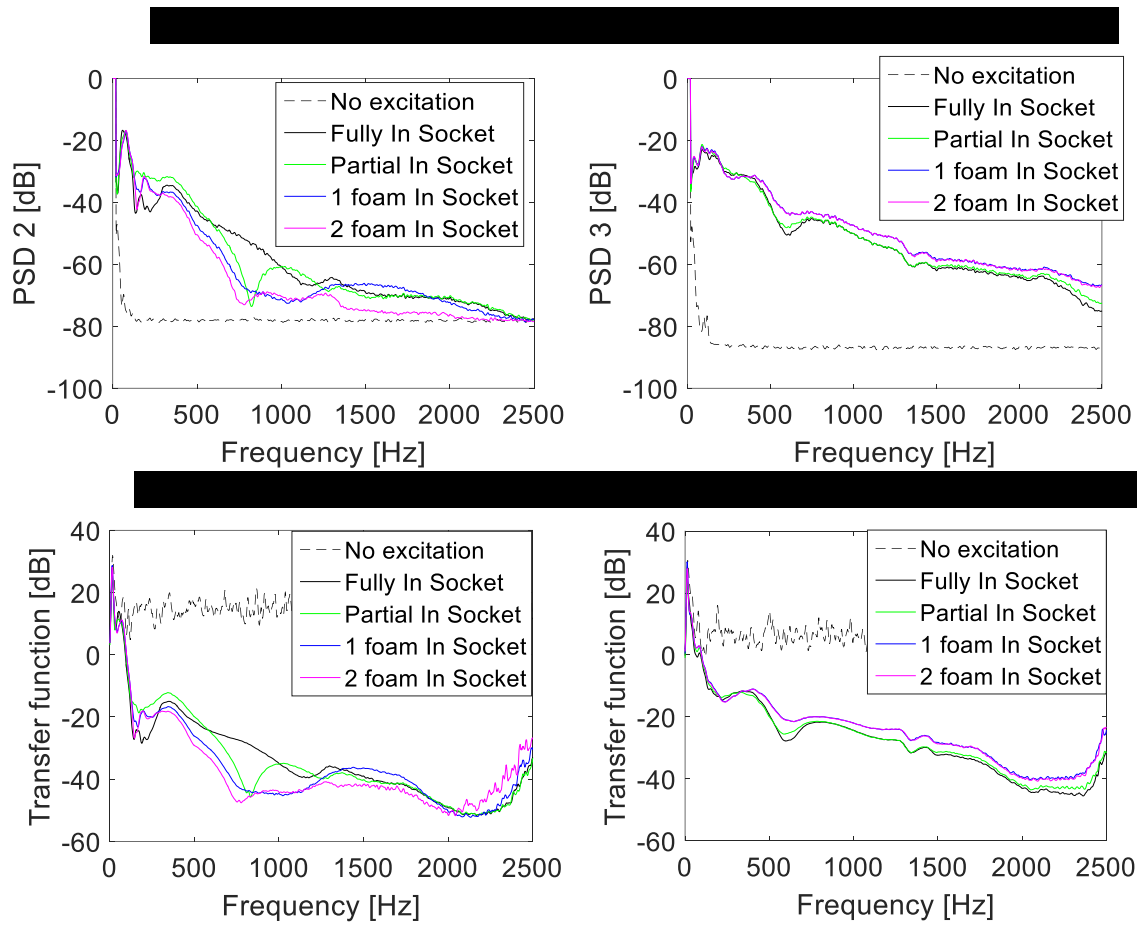 0
-20
-40
-60
-80
-100
PSD 2 [dB]
No excitation
Fully In Socket
Partial In Socket
1 foam In Socket
2 foam In Socket
0 500 1000 1500 2000 2500
Frequency [Hz]
0
-20
-40
-60
-80
-100
PSD 3 [dB]
No excitation
Fully In Socket
Partial In Socket
1 foam In Socket
2 foam In Socket
0 500 1000 1500 2000 2500
Frequency [Hz]
40
20
0
-20
-40
-60
Transfer function [dB]
No excitation
Fully In Socket
Partial In Socket
1 foam In Socket
2 foam In Socket
0 500 1000 1500 2000 2500
Frequency [Hz]
40
20
0
-20
-40
-60
Transfer function [dB]
No excitation
Fully In Socket
Partial In Socket
1 foam In Socket
2 foam In Socket
0 500 1000 1500 2000 2500
Frequency [Hz]